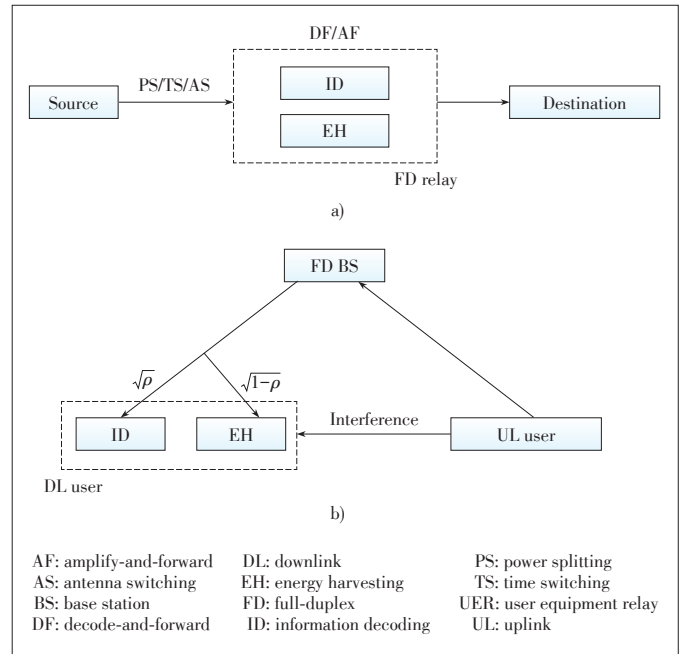 DF/AF
PS/TS/AS
Source
ID
EH
Destination
FD relay
a)
FD BS
√ρ
√1−ρ
ID
EH
Interference
UL user
DL user
b)
AF: amplify-and-forward DL: downlink PS: power splitting
AS: antenna switching EH: energy harvesting TS: time switching
BS: base station FD: full-duplex UER: user equipment relay
DF: decode-and-forward ID: information decoding UL: uplink